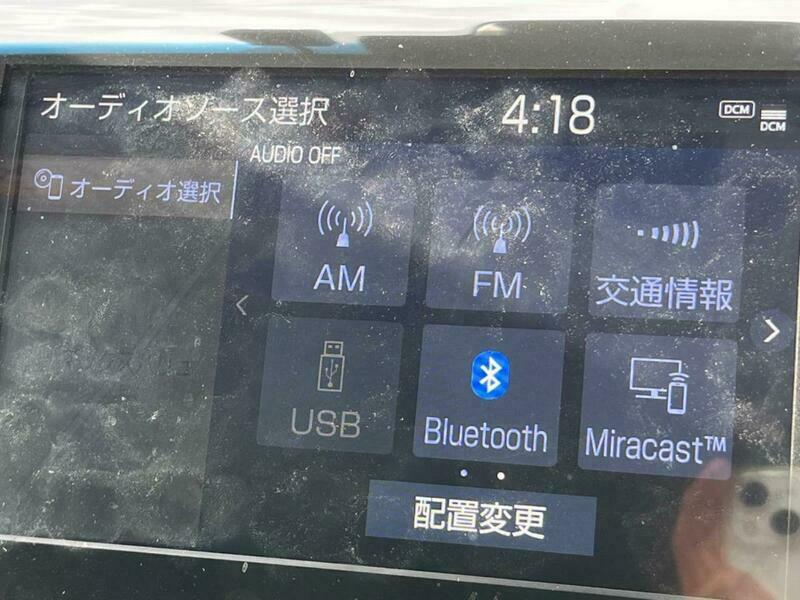 オーディオソース選択
4:18
DCM
DCM
AUDIO OFF
オーディオ選択
AM
FM
交通情報
USB
Bluetooth
Miracast™
配置変更